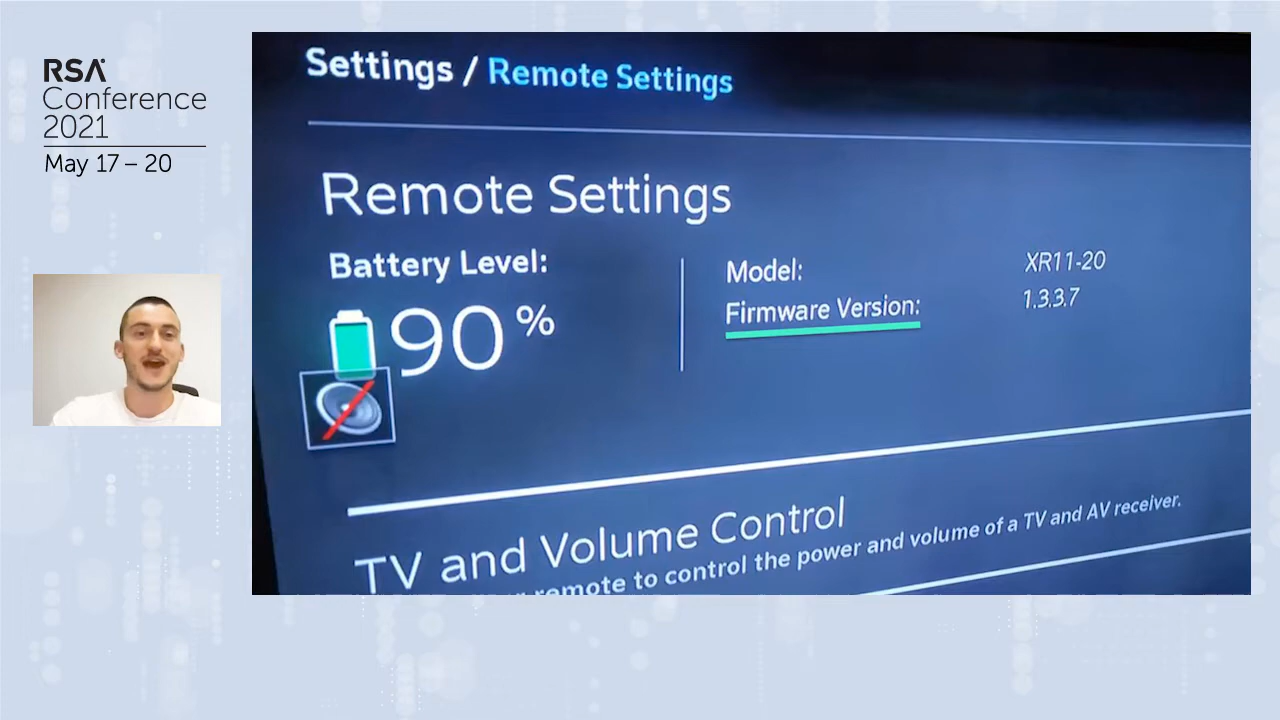 RSA
Conference
2021
May 17 – 20
Settings / Remote Settings
Remote Settings
Battery Level:
90 %
Model: XR11-20
Firmware Version: 1.3.3.7
TV and Volume Control
remote to control the power and volume of a TV and AV receiver.